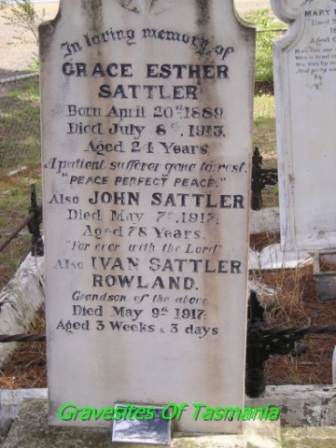 In loving memory of
GRACE ESTHER
SATTLER
Born April 20th 1889.
Died July 8th, 1913.
Aged 24 Years.
A patient sufferer gone to rest.
"PEACE PERFECT PEACE."
Also JOHN SATTLER
Died May 7th, 1917.
Aged 78 Years.
"For ever with the Lord"
Also IVAN SATTLER
ROWLAND.
Grandson of the above
Died May 9th 1917.
Aged 3 Weeks & 3 days
MARY
Gravesites Of Tasmania